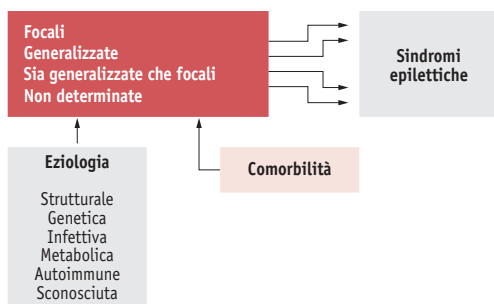 Focali
Generalizzate
Sia generalizzate che focali
Non determinate
Sindromi
epilettiche
Eziologia
Strutturale
Genetica
Infettiva
Metabolica
Autoimmune
Sconosciuta
Comorbilità